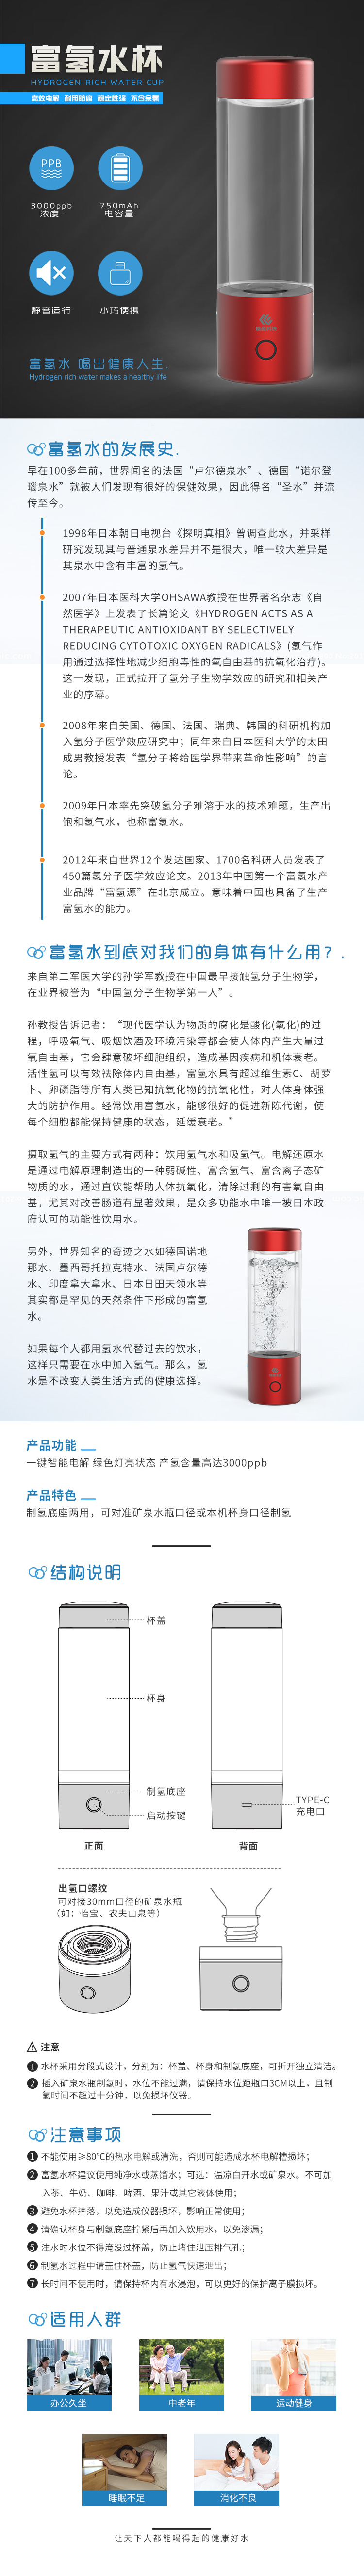 富氢水杯
HYDROGEN-RICH WATER CUP
高效电解 耐用防腐 稳定性强 不含余氯
PPB
3000ppb
浓度
750mAh
电容量
静音运行
小巧便携
富氢水 喝出健康人生.
Hydrogen rich water makes a healthy life
富氢水的发展史.
早在100多年前，世界闻名的法国“卢尔德泉水”、德国“诺尔登
瑞泉水”就被人们发现有很好的保健效果，因此得名“圣水”并流
传至今。
1998年日本朝日电视台《探明真相》曾调查此水，并采样
研究发现其与普通泉水差异并不是很大，唯一较大差异是
其泉水中含有丰富的氢气。
2007年日本医科大学OHSAWA教授在世界著名杂志《自
然医学》上发表了长篇论文《HYDROGEN ACTS AS A
THERAPEUTIC ANTIOXIDANT BY SELECTIVELY
REDUCING CYTOTOXIC OXYGEN RADICALS》(氢气作
用通过选择性地减少细胞毒性的氧自由基的抗氧化治疗)。
这一发现，正式拉开了氢分子生物学效应的研究和相关产
业的序幕。
2008年来自美国、德国、法国、瑞典、韩国的科研机构加
入氢分子医学效应研究中；同年来自日本医科大学的太田
成男教授发表“氢分子将给医学界带来革命性影响”的言
论。
2009年日本率先突破氢分子难溶于水的技术难题，生产出
饱和氢气水，也称富氢水。
2012年来自世界12个发达国家、1700名科研人员发表了
450篇氢分子医学效应论文。2013年中国第一个富氢水产
业品牌“富氢源”在北京成立。意味着中国也具备了生产
富氢水的能力。
富氢水到底对我们的身体有什么用？.
来自第二军医大学的孙学军教授在中国最早接触氢分子生物学，
在业界被誉为“中国氢分子生物学第一人”。
孙教授告诉记者：“现代医学认为物质的腐化是酸化(氧化)的过
程，呼吸氧气、吸烟饮酒及环境污染等都会使人体内产生大量过
氧自由基，它会肆意破坏细胞组织，造成基因疾病和机体衰老。
活性氢可以有效祛除体内自由基，富氢水具有超过维生素C、胡萝
卜、卵磷脂等所有人类已知抗氧化物的抗氧化性，对人体身体强
大的防护作用。经常饮用富氢水，能够很好的促进新陈代谢，使
每个细胞都能保持健康的状态，延缓衰老。”
摄取氢气的主要方式有两种：饮用氢气水和吸氢气。电解还原水
是通过电解原理制造出的一种弱碱性、富含氢气、富含离子态矿
物质的水，通过直饮能帮助人体抗氧化，清除过剩的有害氧自由
基，尤其对改善肠道有显著效果，是众多功能水中唯一被日本政
府认可的功能性饮用水。
另外，世界知名的奇迹之水如德国诺地
那水、墨西哥托拉克特水、法国卢尔德
水、印度拿大拿水、日本日田天领水等
其实都是罕见的天然条件下形成的富氢
水。
如果每个人都用氢水代替过去的饮水，
这样只需要在水中加入氢气。那么，氢
水是不改变人类生活方式的健康选择。
产品功能
一键智能电解 绿色灯亮状态 产氢含量高达3000ppb
产品特色
制氢底座两用，可对准矿泉水瓶口径或本机杯身口径制氢
结构说明
杯盖
杯身
制氢底座
启动按键
TYPE-C
充电口
正面
背面
出氢口螺纹
可对接30mm口径的矿泉水瓶
（如：怡宝、农夫山泉等）
注意
1 水杯采用分段式设计，分别为：杯盖、杯身和制氢底座，可拆开独立清洁。
2 插入矿泉水瓶制氢时，水位不能过满，请保持水位距瓶口3CM以上，且制
氢时间不超过十分钟，以免损坏仪器。
注意事项
1 不能使用≥80°C的热水电解或清洗，否则可能造成水杯电解槽损坏；
2 富氢水杯建议使用纯净水或蒸馏水；可选：温凉白开水或矿泉水。不可加
入茶、牛奶、咖啡、啤酒、果汁或其它液体使用；
3 避免水杯摔落，以免造成仪器损坏，影响正常使用；
4 请确认杯身与制氢底座拧紧后再加入饮用水，以免渗漏；
5 注水时水位不得淹没过杯盖，防止堵住泄压排气孔；
6 制氢水过程中请盖住杯盖，防止氢气快速泄出；
7 长时间不使用时，请保持杯内有水浸泡，可以更好的保护离子膜损坏。
适用人群
办公久坐
中老年
运动健身
睡眠不足
消化不良
让天下人都能喝得起的健康好水